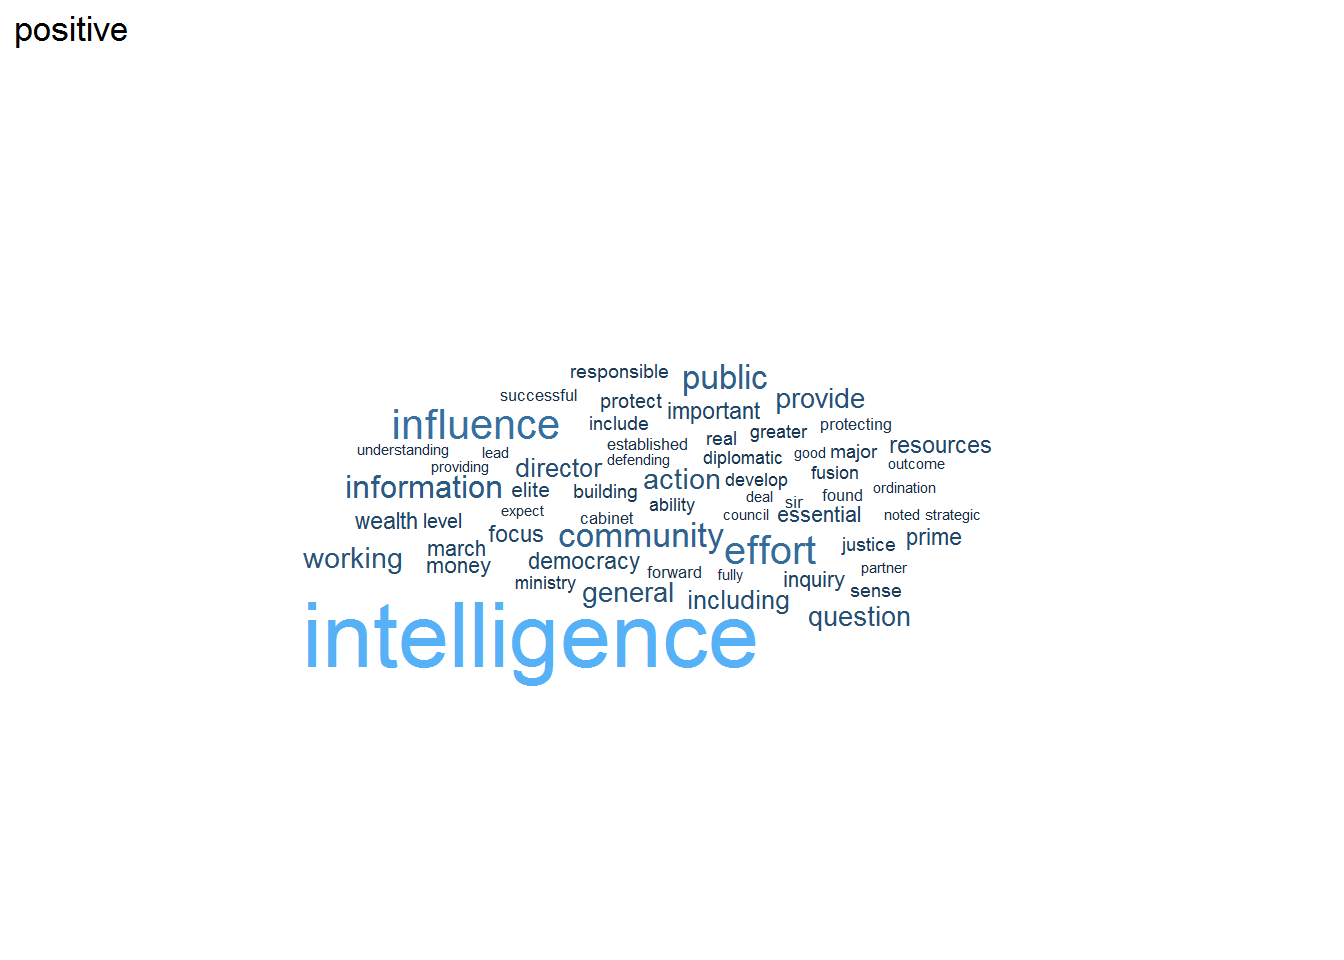 positive
responsible public
successful protect important provide
influence include real greater protecting
understanding lead established diplomatic good major resources
providing director defending action develop fusion outcome
information elite building ability deal sir found ordination
wealth level expect cabinet council essential noted strategic
working march focus community effort justice prime
money democracy forward fully inquiry partner
ministry general including sense
intelligence question